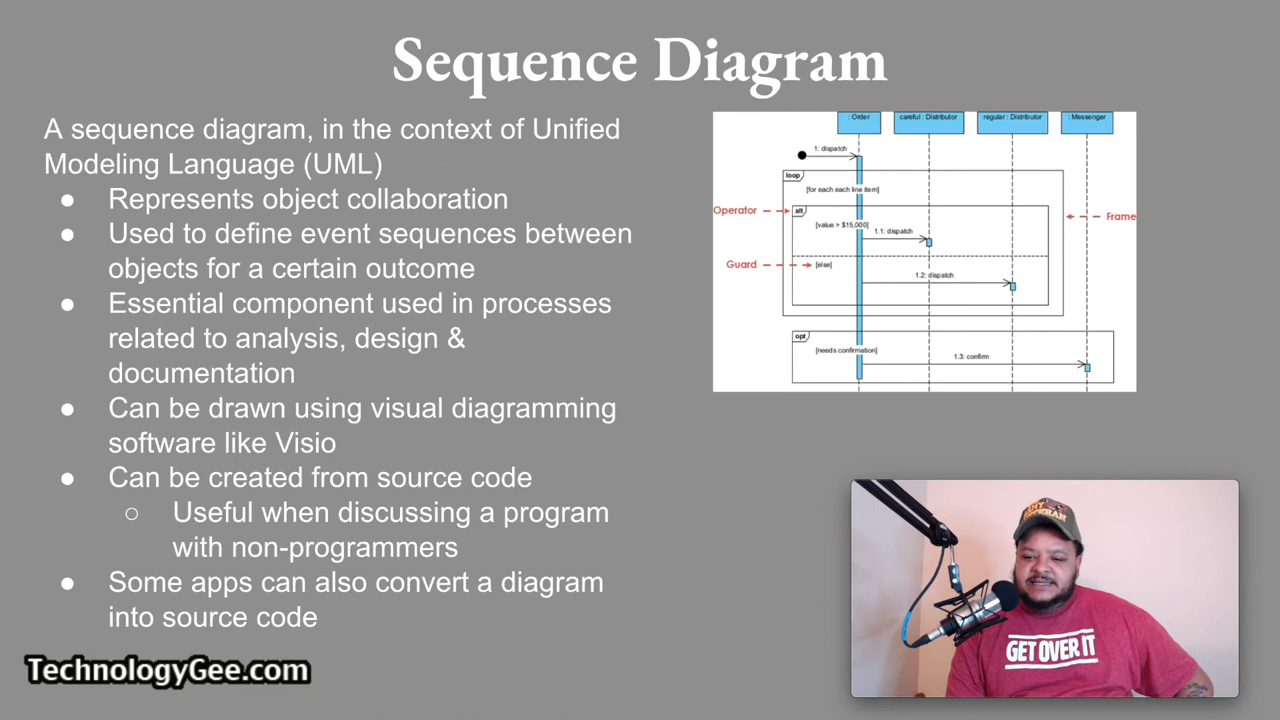 Sequence Diagram
A sequence diagram, in the context of Unified
Modeling Language (UML)
● Represents object collaboration
● Used to define event sequences between
objects for a certain outcome
● Essential component used in processes
related to analysis, design &
documentation
● Can be drawn using visual diagramming
software like Visio
● Can be created from source code
○ Useful when discussing a program
with non-programmers
● Some apps can also convert a diagram
into source code
: Order
careful : Distributor
regular : Distributor
: Messenger
1: dispatch
loop
[for each each line item]
Operator
alt
Frame
[value > $15,000]
1.1: dispatch
Guard
[else]
1.2: dispatch
opt
[needs confirmation]
1.3: confirm
VETERAN
GET OVER IT
TechnologyGee.com